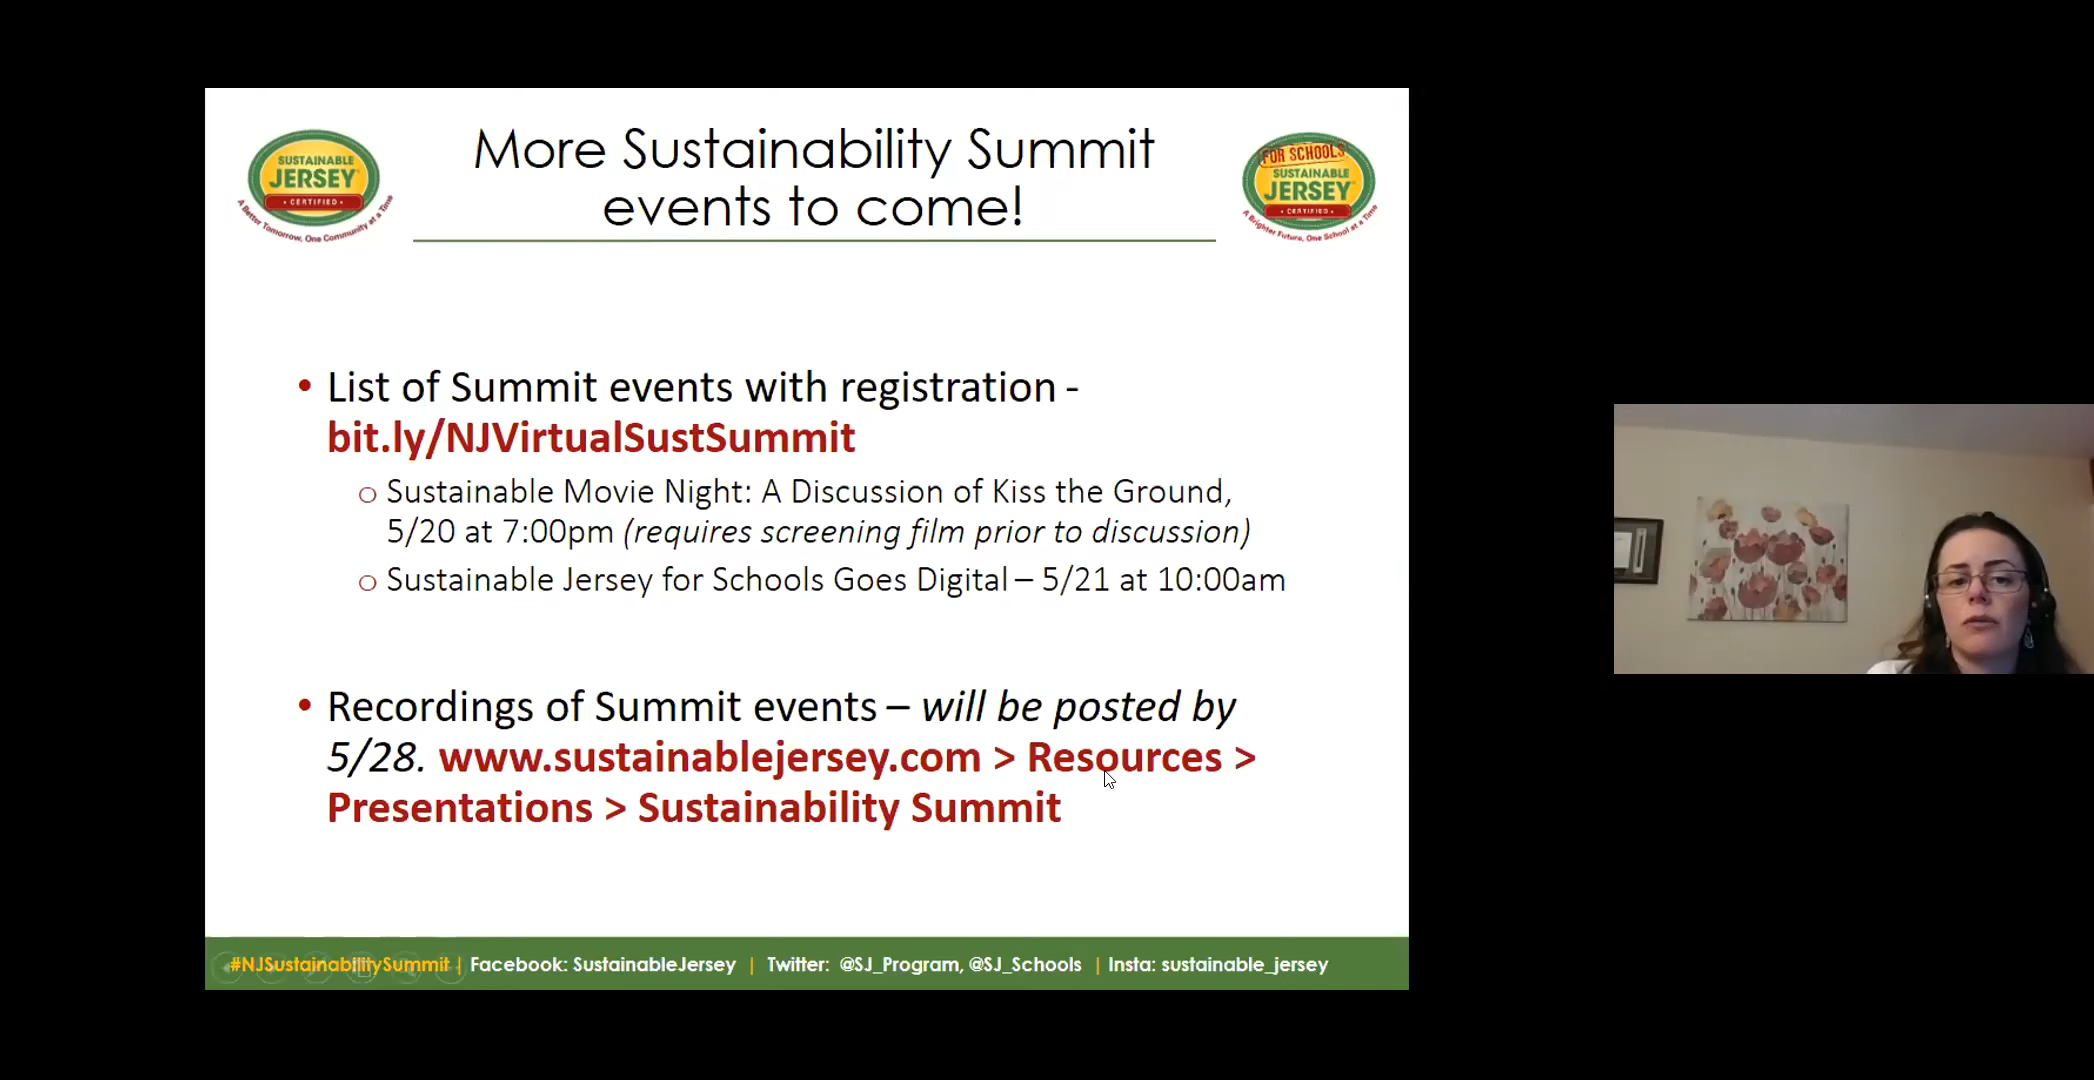 SUSTAINABLE
JERSEY
• CERTIFIED •
A Better Tomorrow, One Community at a Time
More Sustainability Summit
events to come!
FOR SCHOOLS
SUSTAINABLE
JERSEY
• CERTIFIED •
A Brighter Future, One School at a Time
• List of Summit events with registration -
bit.ly/NJVirtualSustSummit
o Sustainable Movie Night: A Discussion of Kiss the Ground,
5/20 at 7:00pm (requires screening film prior to discussion)
o Sustainable Jersey for Schools Goes Digital – 5/21 at 10:00am
• Recordings of Summit events – will be posted by
5/28. www.sustainablejersey.com > Resources >
Presentations > Sustainability Summit
#NJSustainabilitySummit | Facebook: SustainableJersey | Twitter: @SJ_Program, @SJ_Schools | Insta: sustainable_jersey